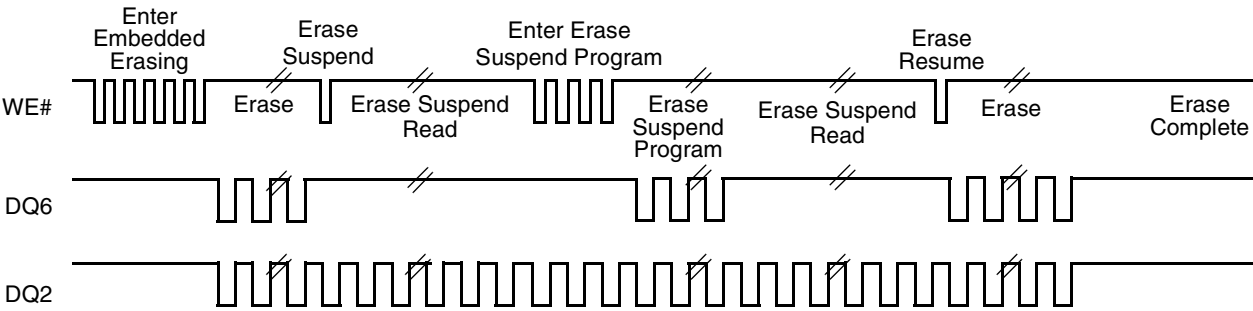 Enter
Embedded
Erasing
Erase
Suspend
Enter Erase
Suspend Program
Erase
Resume
WE#
Erase
Erase Suspend
Read
Erase
Suspend
Program
Erase Suspend
Read
Erase
Erase
Complete
DQ6
DQ2